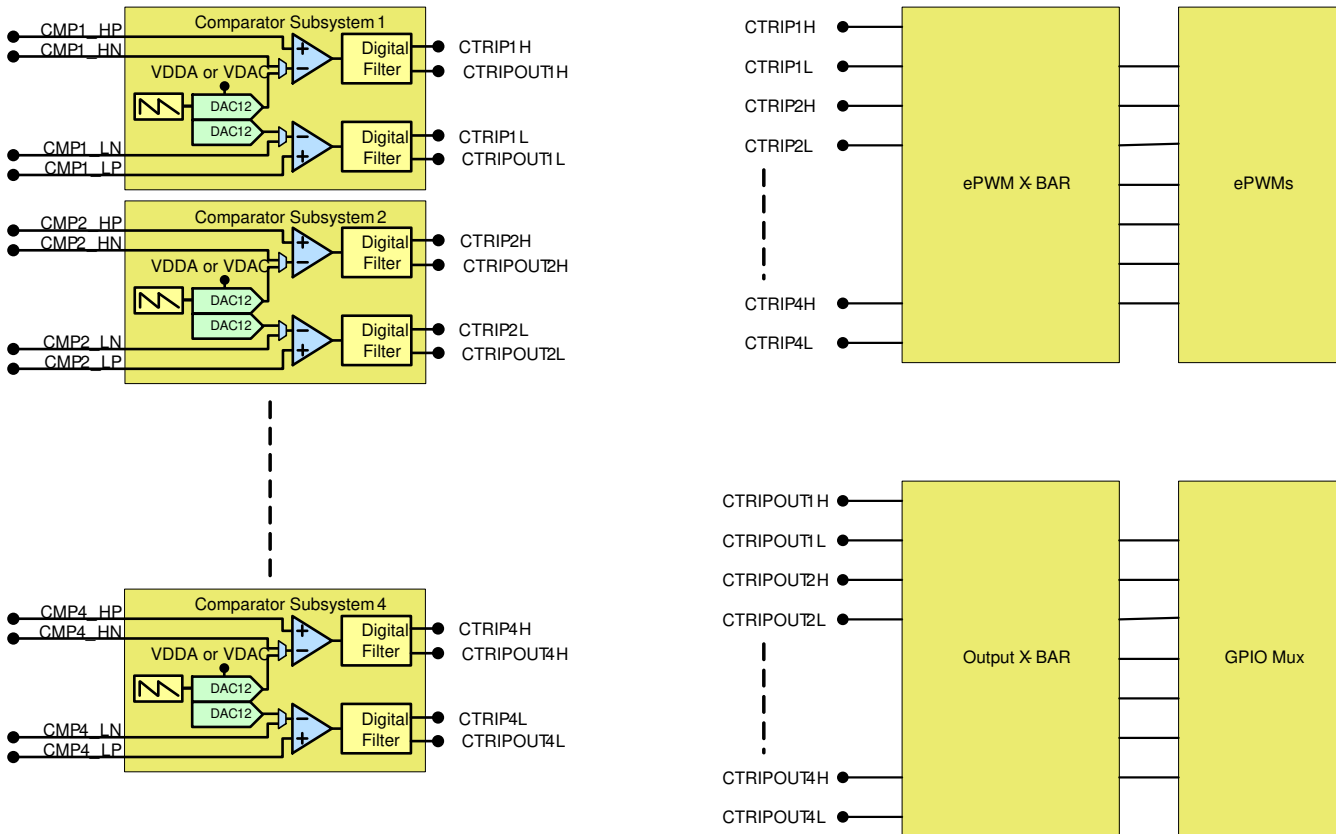 Comparator Subsystem 1
CMP1_HP
CMP1_HN
VDDA or VDAC
DAC12
DAC12
CMP1_LN
CMP1_LP
Digital
Filter
CTRIP1H
CTRIPOUT1H
Digital
Filter
CTRIP1L
CTRIPOUT1L
Comparator Subsystem 2
CMP2_HP
CMP2_HN
VDDA or VDAC
DAC12
DAC12
CMP2_LN
CMP2_LP
Digital
Filter
CTRIP2H
CTRIPOUT2H
Digital
Filter
CTRIP2L
CTRIPOUT2L
Comparator Subsystem 4
CMP4_HP
CMP4_HN
VDDA or VDAC
DAC12
DAC12
CMP4_LN
CMP4_LP
Digital
Filter
CTRIP4H
CTRIPOUT4H
Digital
Filter
CTRIP4L
CTRIPOUT4L
CTRIP1H
CTRIP1L
CTRIP2H
CTRIP2L
CTRIP4H
CTRIP4L
ePWM X-BAR
ePWMs
CTRIPOUT1H
CTRIPOUT1L
CTRIPOUT2H
CTRIPOUT2L
CTRIPOUT4H
CTRIPOUT4L
Output X-BAR
GPIO Mux